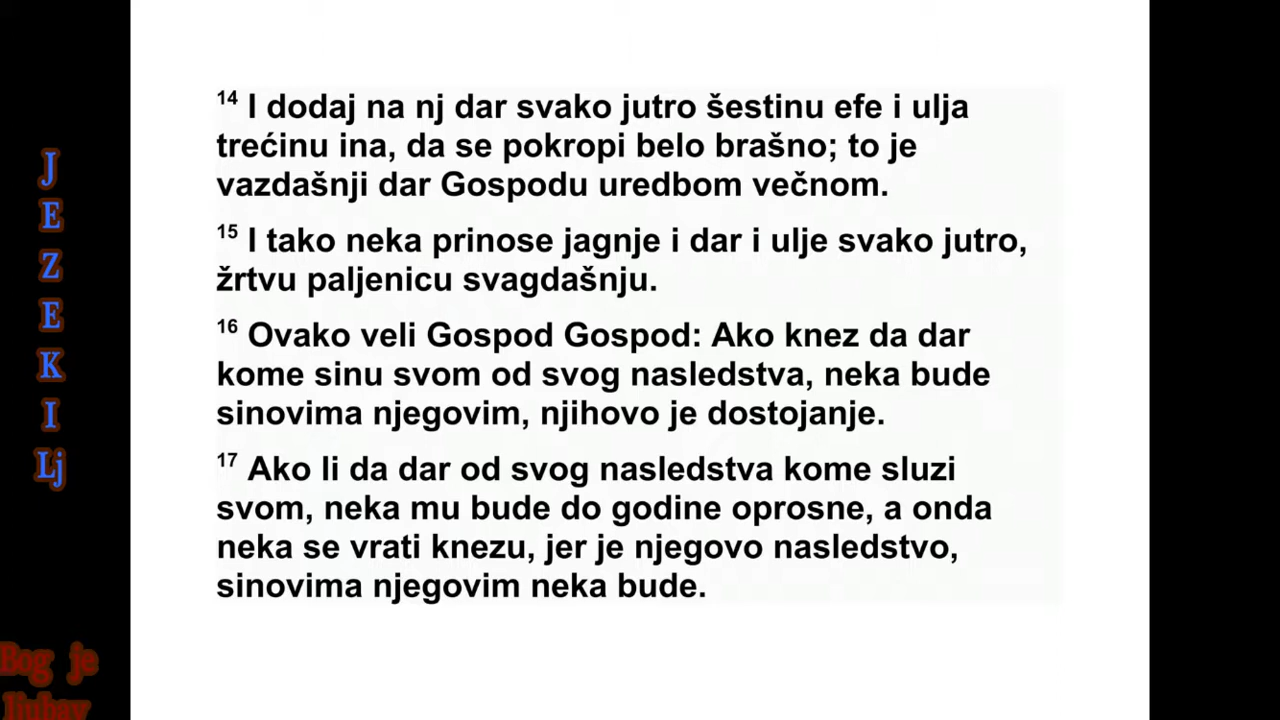 J
E
Z
E
K
I
Lj
Bog je
ljubav
14 I dodaj na nj dar svako jutro šestinu efe i ulja
trećinu ina, da se pokropi belo brašno; to je
vazdašnji dar Gospodu uredbom večnom.
15 I tako neka prinose jagnje i dar i ulje svako jutro,
žrtvu paljenicu svagdašnju.
16 Ovako veli Gospod Gospod: Ako knez da dar
kome sinu svom od svog nasledstva, neka bude
sinovima njegovim, njihovo je dostojanje.
17 Ako li da dar od svog nasledstva kome sluzi
svom, neka mu bude do godine oprosne, a onda
neka se vrati knezu, jer je njegovo nasledstvo,
sinovima njegovim neka bude.